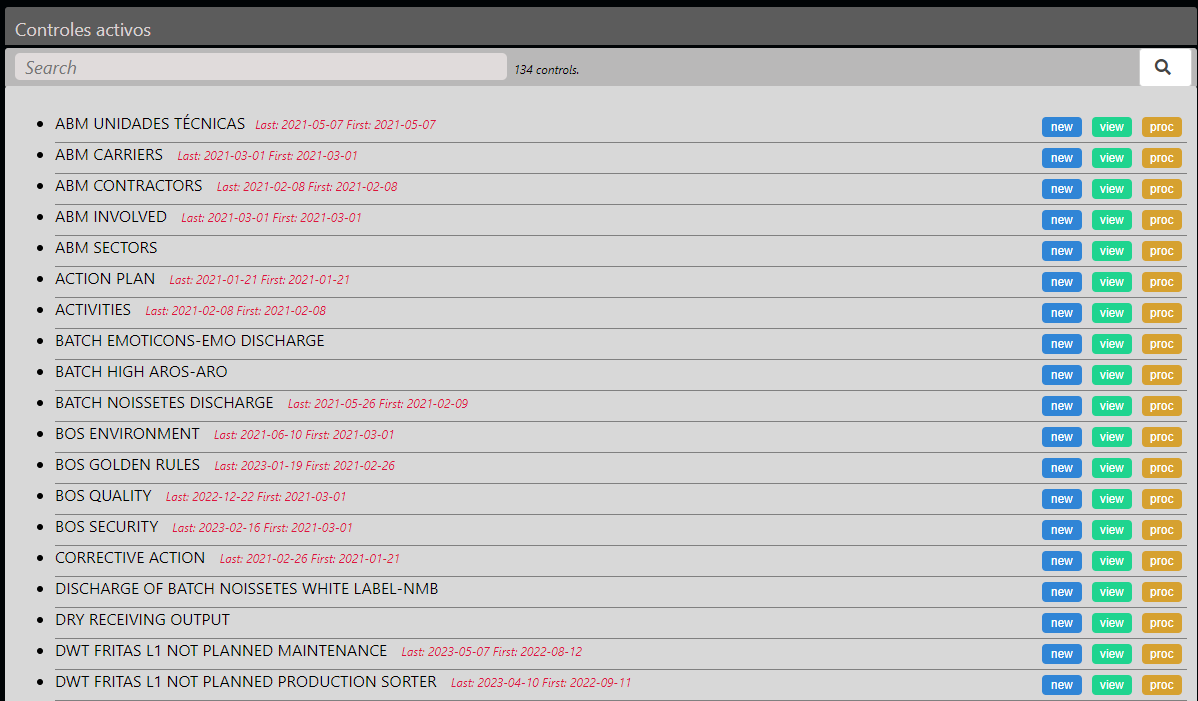 Controles activos
Search 134 controls.
ABM UNIDADES TÉCNICAS Last: 2021-05-07 First: 2021-05-07 new view proc
ABM CARRIERS Last: 2021-03-01 First: 2021-03-01 new view proc
ABM CONTRACTORS Last: 2021-02-08 First: 2021-02-08 new view proc
ABM INVOLVED Last: 2021-03-01 First: 2021-03-01 new view proc
ABM SECTORS new view proc
ACTION PLAN Last: 2021-01-21 First: 2021-01-21 new view proc
ACTIVITIES Last: 2021-02-08 First: 2021-02-08 new view proc
BATCH EMOTICONS-EMO DISCHARGE new view proc
BATCH HIGH AROS-ARO new view proc
BATCH NOISSETES DISCHARGE Last: 2021-05-26 First: 2021-02-09 new view proc
BOS ENVIRONMENT Last: 2021-06-10 First: 2021-03-01 new view proc
BOS GOLDEN RULES Last: 2023-01-19 First: 2021-02-26 new view proc
BOS QUALITY Last: 2022-12-22 First: 2021-03-01 new view proc
BOS SECURITY Last: 2023-02-16 First: 2021-03-01 new view proc
CORRECTIVE ACTION Last: 2021-02-26 First: 2021-01-21 new view proc
DISCHARGE OF BATCH NOISSETES WHITE LABEL-NMB new view proc
DRY RECEIVING OUTPUT new view proc
DWT FRITAS L1 NOT PLANNED MAINTENANCE Last: 2023-05-07 First: 2022-08-12 new view proc
DWT FRITAS L1 NOT PLANNED PRODUCTION SORTER Last: 2023-04-10 First: 2022-09-11 new view proc